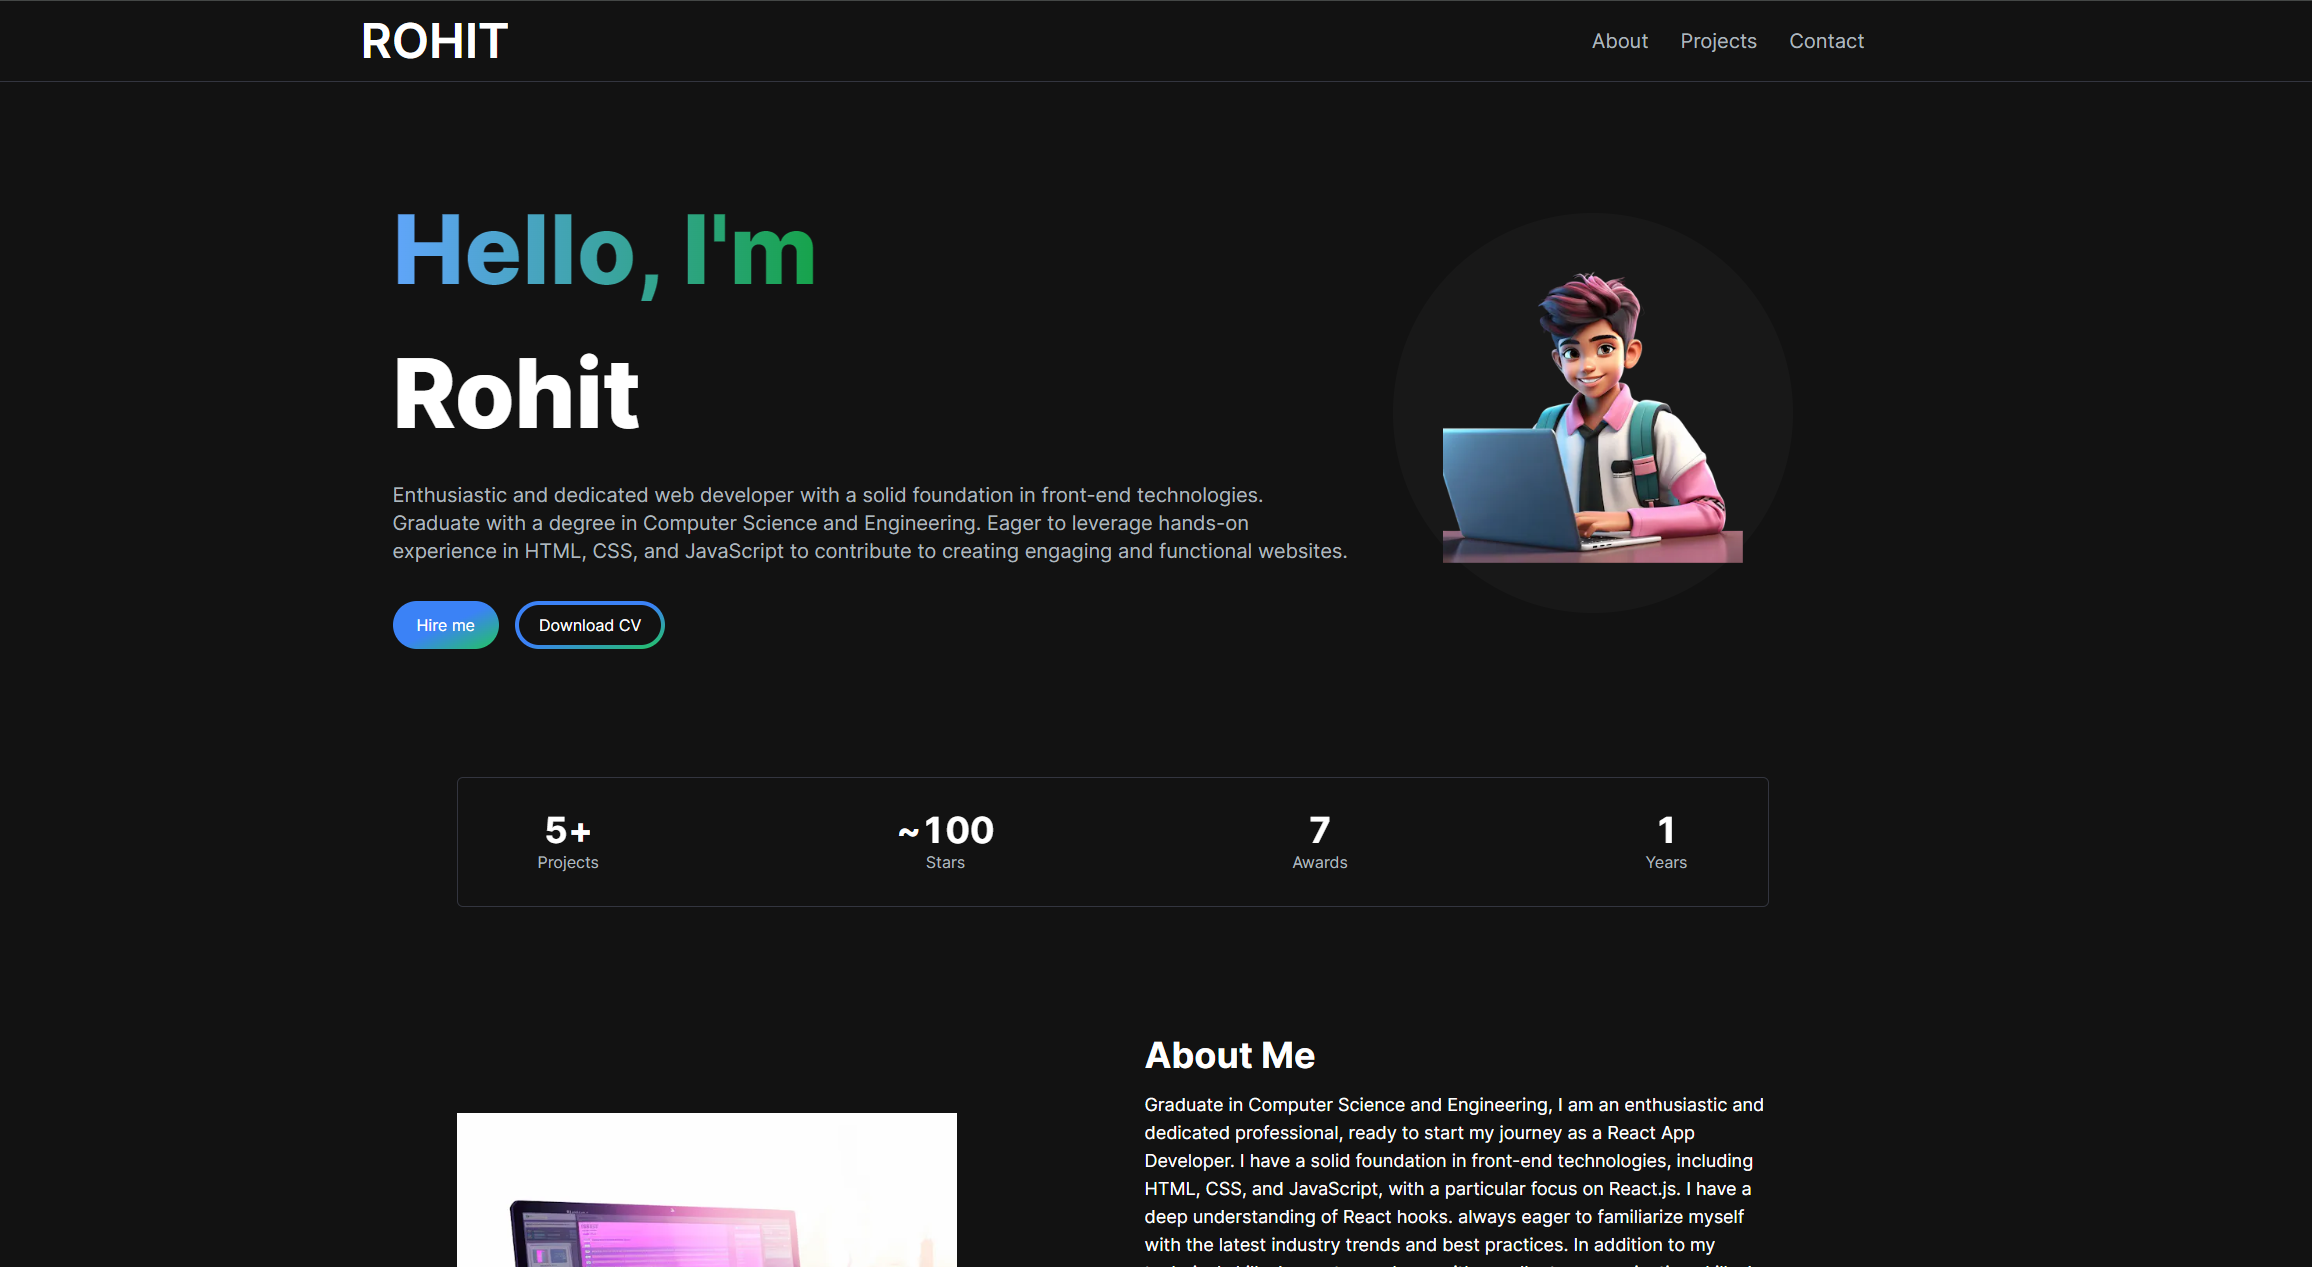 ROHIT
About Projects Contact
Hello, I'm
Rohit
Enthusiastic and dedicated web developer with a solid foundation in front-end technologies.
Graduate with a degree in Computer Science and Engineering. Eager to leverage hands-on
experience in HTML, CSS, and JavaScript to contribute to creating engaging and functional websites.
Hire me Download CV
5+ ~100 7 1
Projects Stars Awards Years
About Me
Graduate in Computer Science and Engineering, I am an enthusiastic and
dedicated professional, ready to start my journey as a React App
Developer. I have a solid foundation in front-end technologies, including
HTML, CSS, and JavaScript, with a particular focus on React.js. I have a
deep understanding of React hooks. always eager to familiarize myself
with the latest industry trends and best practices. In addition to my